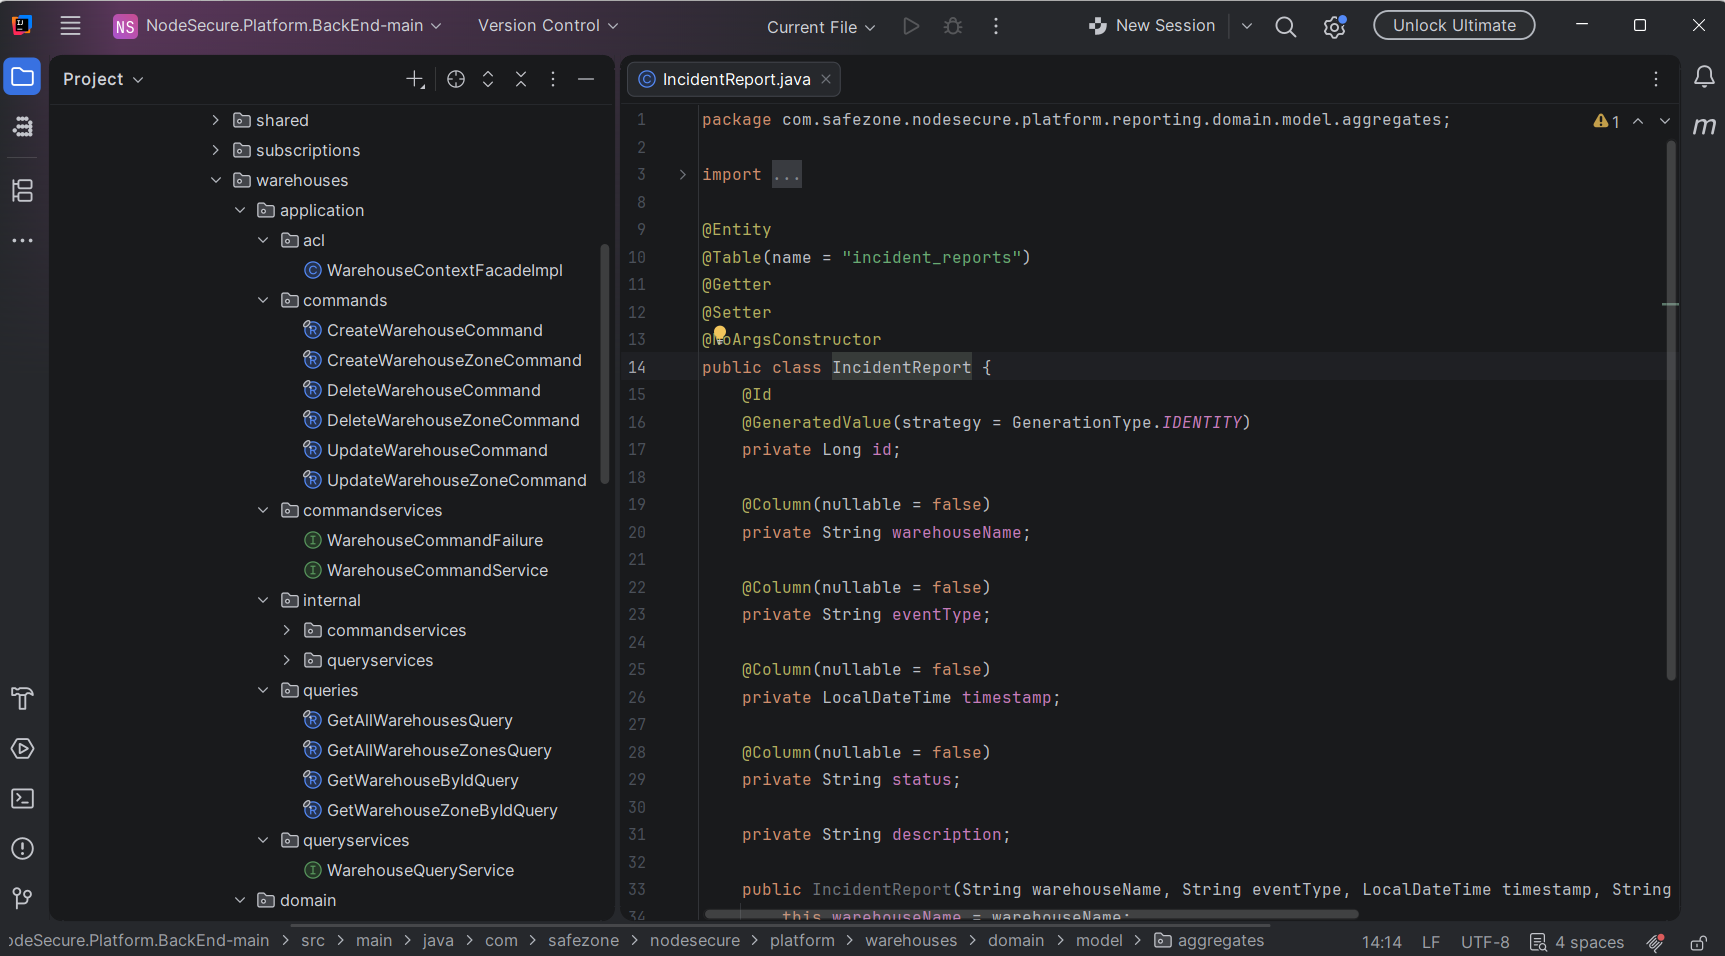 NS NodeSecure.Platform.BackEnd-main Version Control Current File New Session Unlock Ultimate
Project
IncidentReport.java
shared
subscriptions
warehouses
application
acl
WarehouseContextFacadeImpl
commands
CreateWarehouseCommand
CreateWarehouseZoneCommand
DeleteWarehouseCommand
DeleteWarehouseZoneCommand
UpdateWarehouseCommand
UpdateWarehouseZoneCommand
commandservices
WarehouseCommandFailure
WarehouseCommandService
internal
commandservices
queryservices
queries
GetAllWarehousesQuery
GetAllWarehouseZonesQuery
GetWarehouseByIdQuery
GetWarehouseZoneByIdQuery
queryservices
WarehouseQueryService
domain
1 package com.safezone.nodesecure.platform.reporting.domain.model.aggregates;
1
2
3 import ...
8
9 @Entity
10 @Table(name = "incident_reports")
11 @Getter
12 @Setter
13 @NoArgsConstructor
14 public class IncidentReport {
15 @Id
16 @GeneratedValue(strategy = GenerationType.IDENTITY)
17 private Long id;
18
19 @Column(nullable = false)
20 private String warehouseName;
21
22 @Column(nullable = false)
23 private String eventType;
24
25 @Column(nullable = false)
26 private LocalDateTime timestamp;
27
28 @Column(nullable = false)
29 private String status;
30
31 private String description;
32
33 public IncidentReport(String warehouseName, String eventType, LocalDateTime timestamp, String
34 this.warehouseName = warehouseName;
m
odeSecure.Platform.BackEnd-main > src > main > java > com > safezone > nodesecure > platform > warehouses > domain > model > aggregates
14:14 LF UTF-8 4 spaces